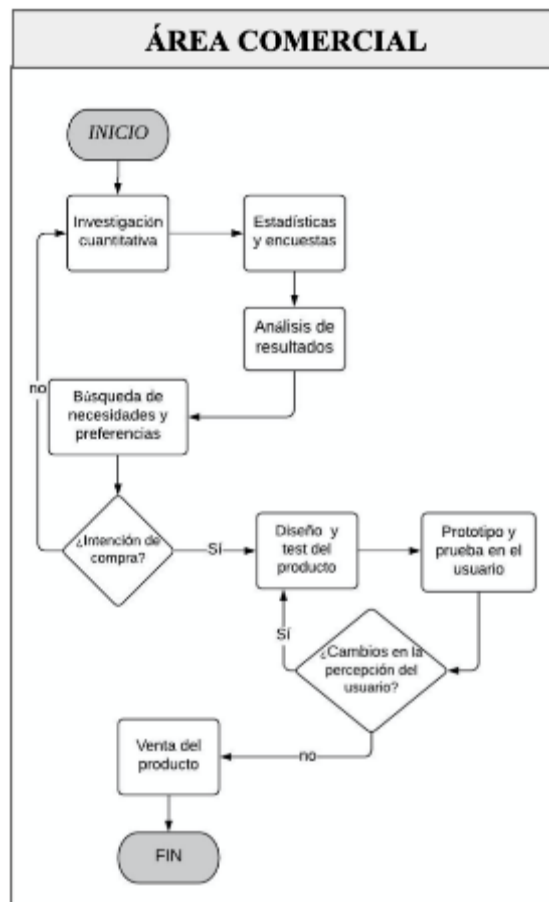 ÁREA COMERCIAL
INICIO
Investigación
cuantitativa
Estadísticas
y encuestas
Análisis de
resultados
no
Búsqueda de
necesidades y
preferencias
¿Intención de
compra?
Sí
Diseño y
test del
producto
Prototipo y
prueba en el
usuario
Sí
¿Cambios en la
percepción del
usuario?
no
Venta del
producto
FIN